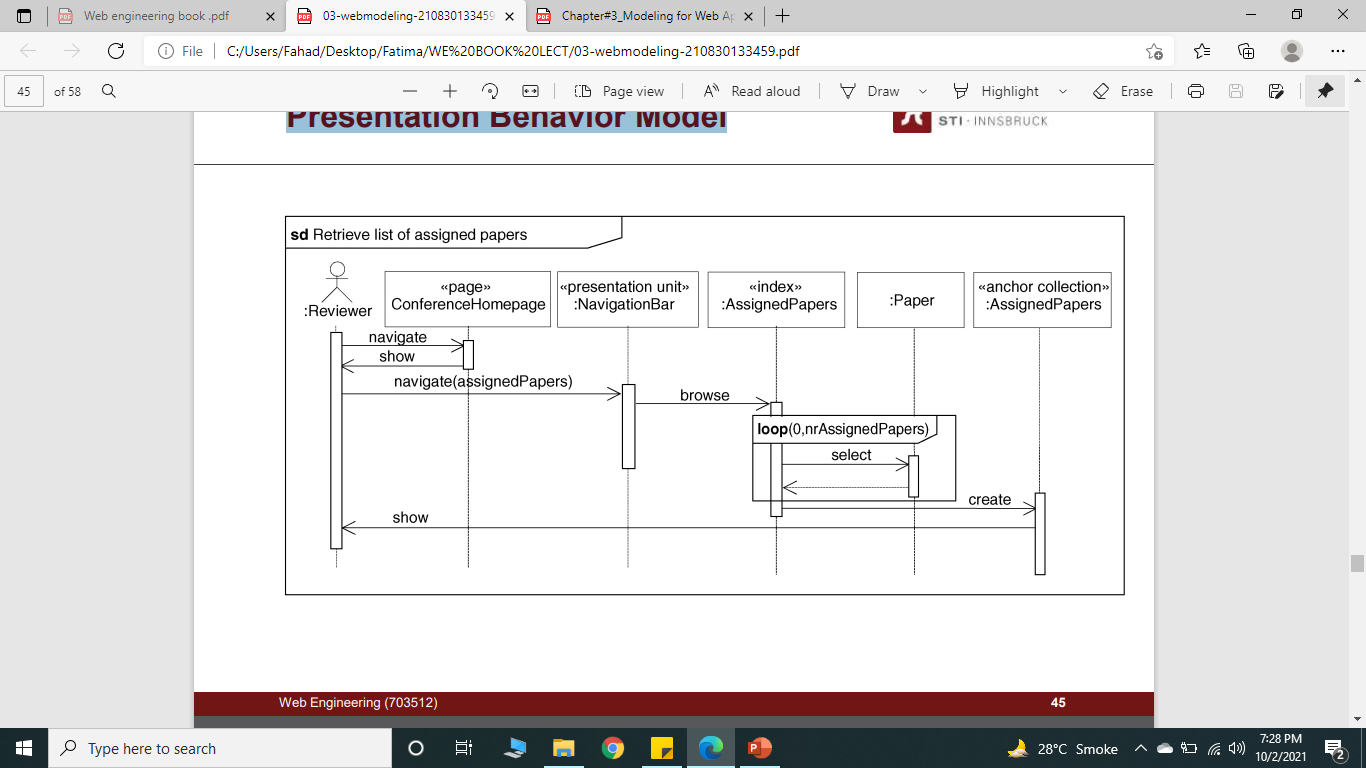 Web engineering book .pdf
03-webmodeling-210830133459
Chapter#3_Modeling for Web Ap
File
C:/Users/Fahad/Desktop/Fatima/WE%20BOOK%20LECT/03-webmodeling-210830133459.pdf
45
of 58
Page view
Read aloud
Draw
Highlight
Erase
Presentation Behavior Model
STI · INNSBRUCK
sd Retrieve list of assigned papers
:Reviewer
«page»
ConferenceHomepage
«presentation unit»
:NavigationBar
«index»
:AssignedPapers
:Paper
«anchor collection»
:AssignedPapers
navigate
show
navigate(assignedPapers)
browse
loop(0,nrAssignedPapers)
select
create
show
Web Engineering (703512)
45
Type here to search
28°C Smoke
7:28 PM
10/2/2021
2